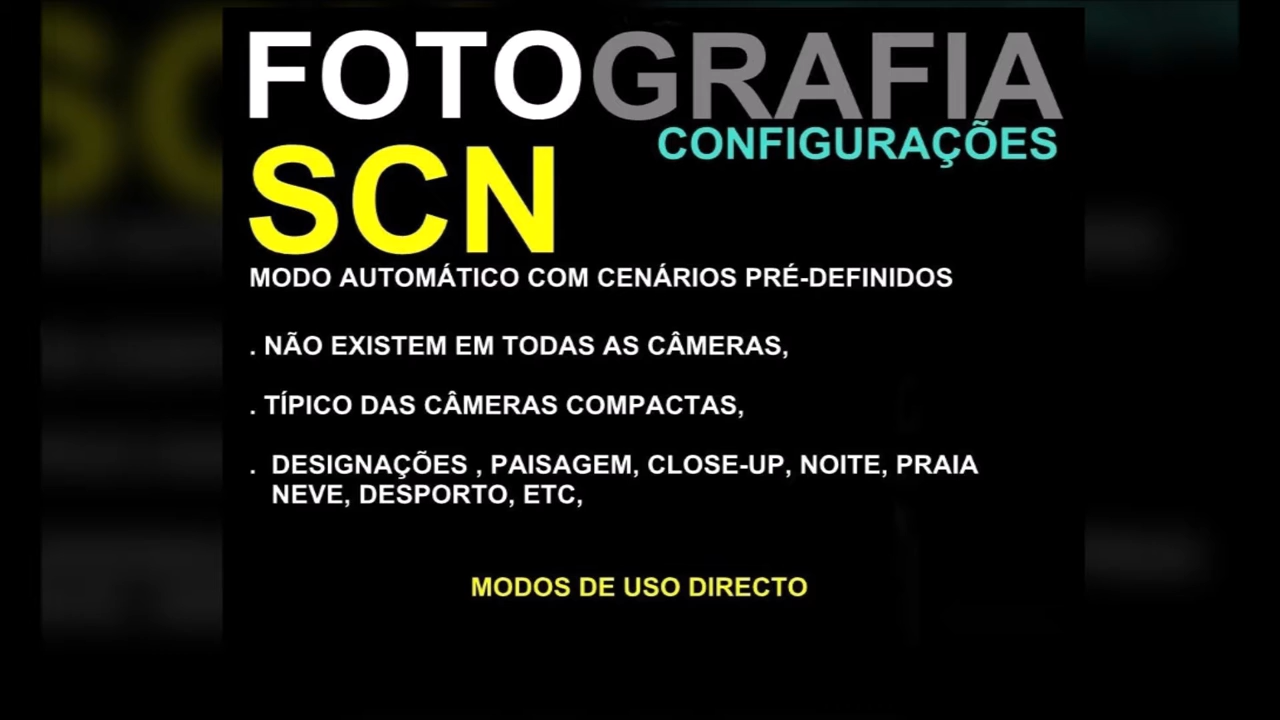 FOTOGRAFIA
CONFIGURAÇÕES
SCN
MODO AUTOMÁTICO COM CENÁRIOS PRÉ-DEFINIDOS
. NÃO EXISTEM EM TODAS AS CÂMERAS,
. TÍPICO DAS CÂMERAS COMPACTAS,
. DESIGNAÇÕES , PAISAGEM, CLOSE-UP, NOITE, PRAIA
NEVE, DESPORTO, ETC,
MODOS DE USO DIRECTO